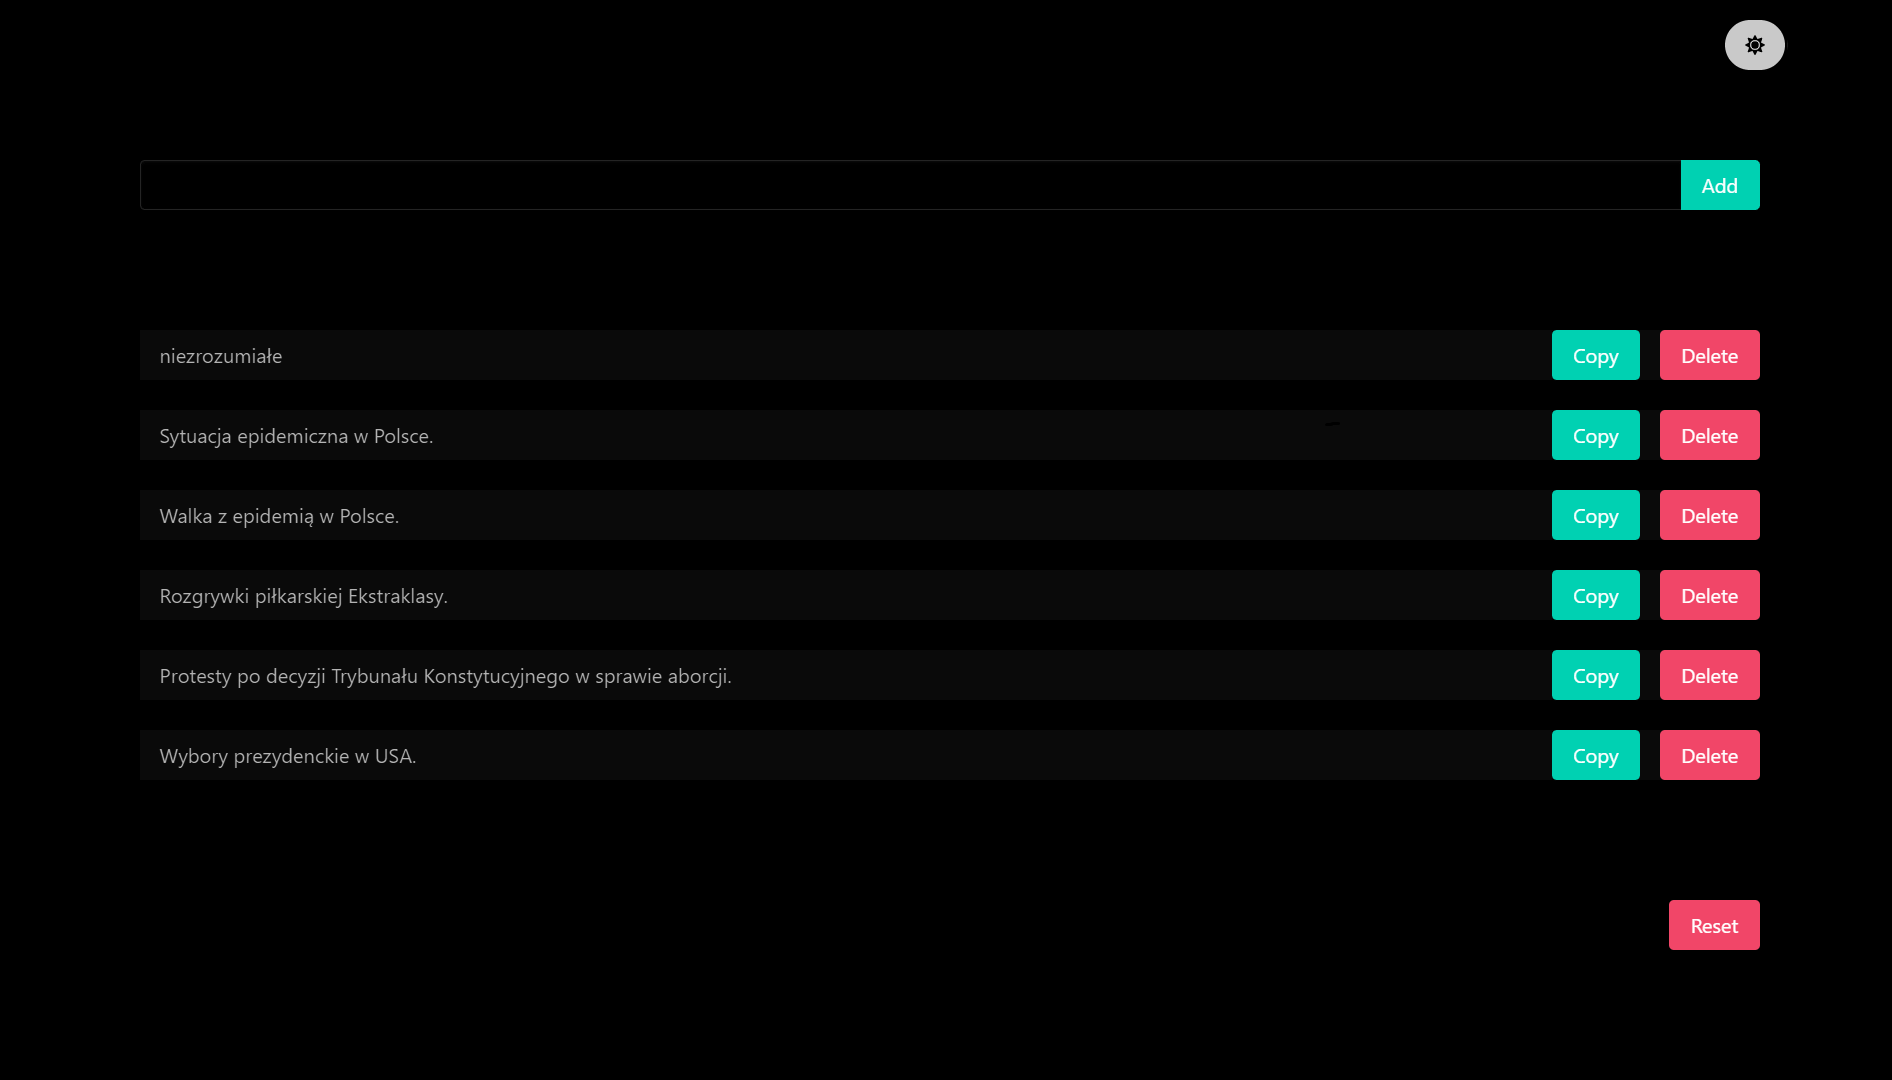 Add
niezrozumiałe Copy Delete
Sytuacja epidemiczna w Polsce. Copy Delete
Walka z epidemią w Polsce. Copy Delete
Rozgrywki piłkarskiej Ekstraklasy. Copy Delete
Protesty po decyzji Trybunału Konstytucyjnego w sprawie aborcji. Copy Delete
Wybory prezydenckie w USA. Copy Delete
Reset